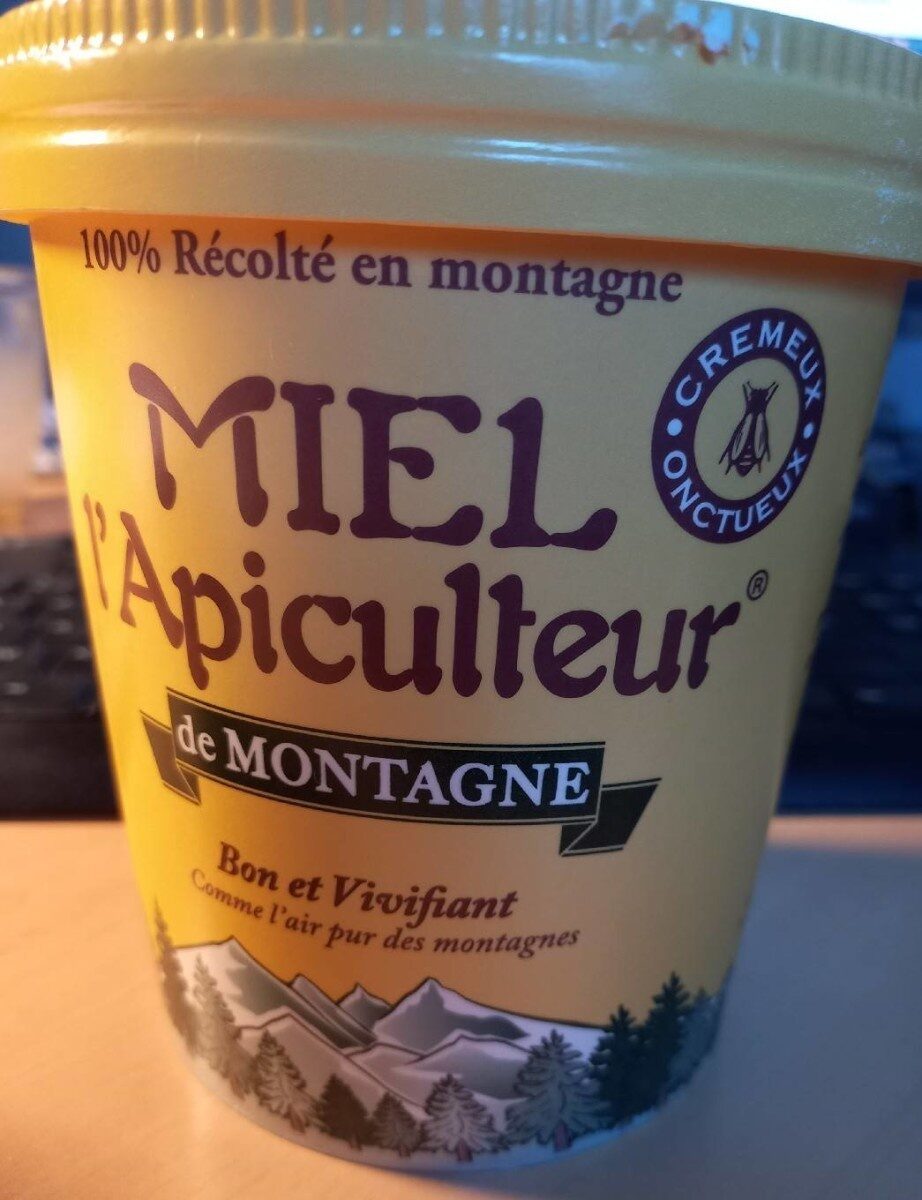 100% Récolté en montagne
CREMEUX • ONCTUEUX •
MIEL
l'Apiculteur®
de MONTAGNE
Bon et Vivifiant
Comme l'air pur des montagnes